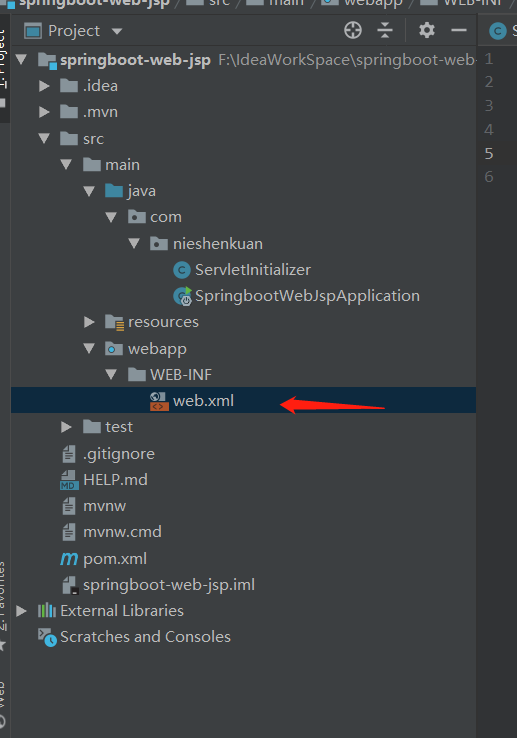 springboot-web-jsp src main webapp WEB-INF
Project
springboot-web-jsp F:\IdeaWorkSpace\springboot-web-
1
.idea
2
.mvn
3
src
4
main
5
java
6
com
nieshenkuan
ServletInitializer
SpringbootWebJspApplication
resources
webapp
WEB-INF
web.xml
test
.gitignore
HELP.md
mvnw
mvnw.cmd
pom.xml
springboot-web-jsp.iml
External Libraries
Scratches and Consoles
1: Project
2: Favorites
Web